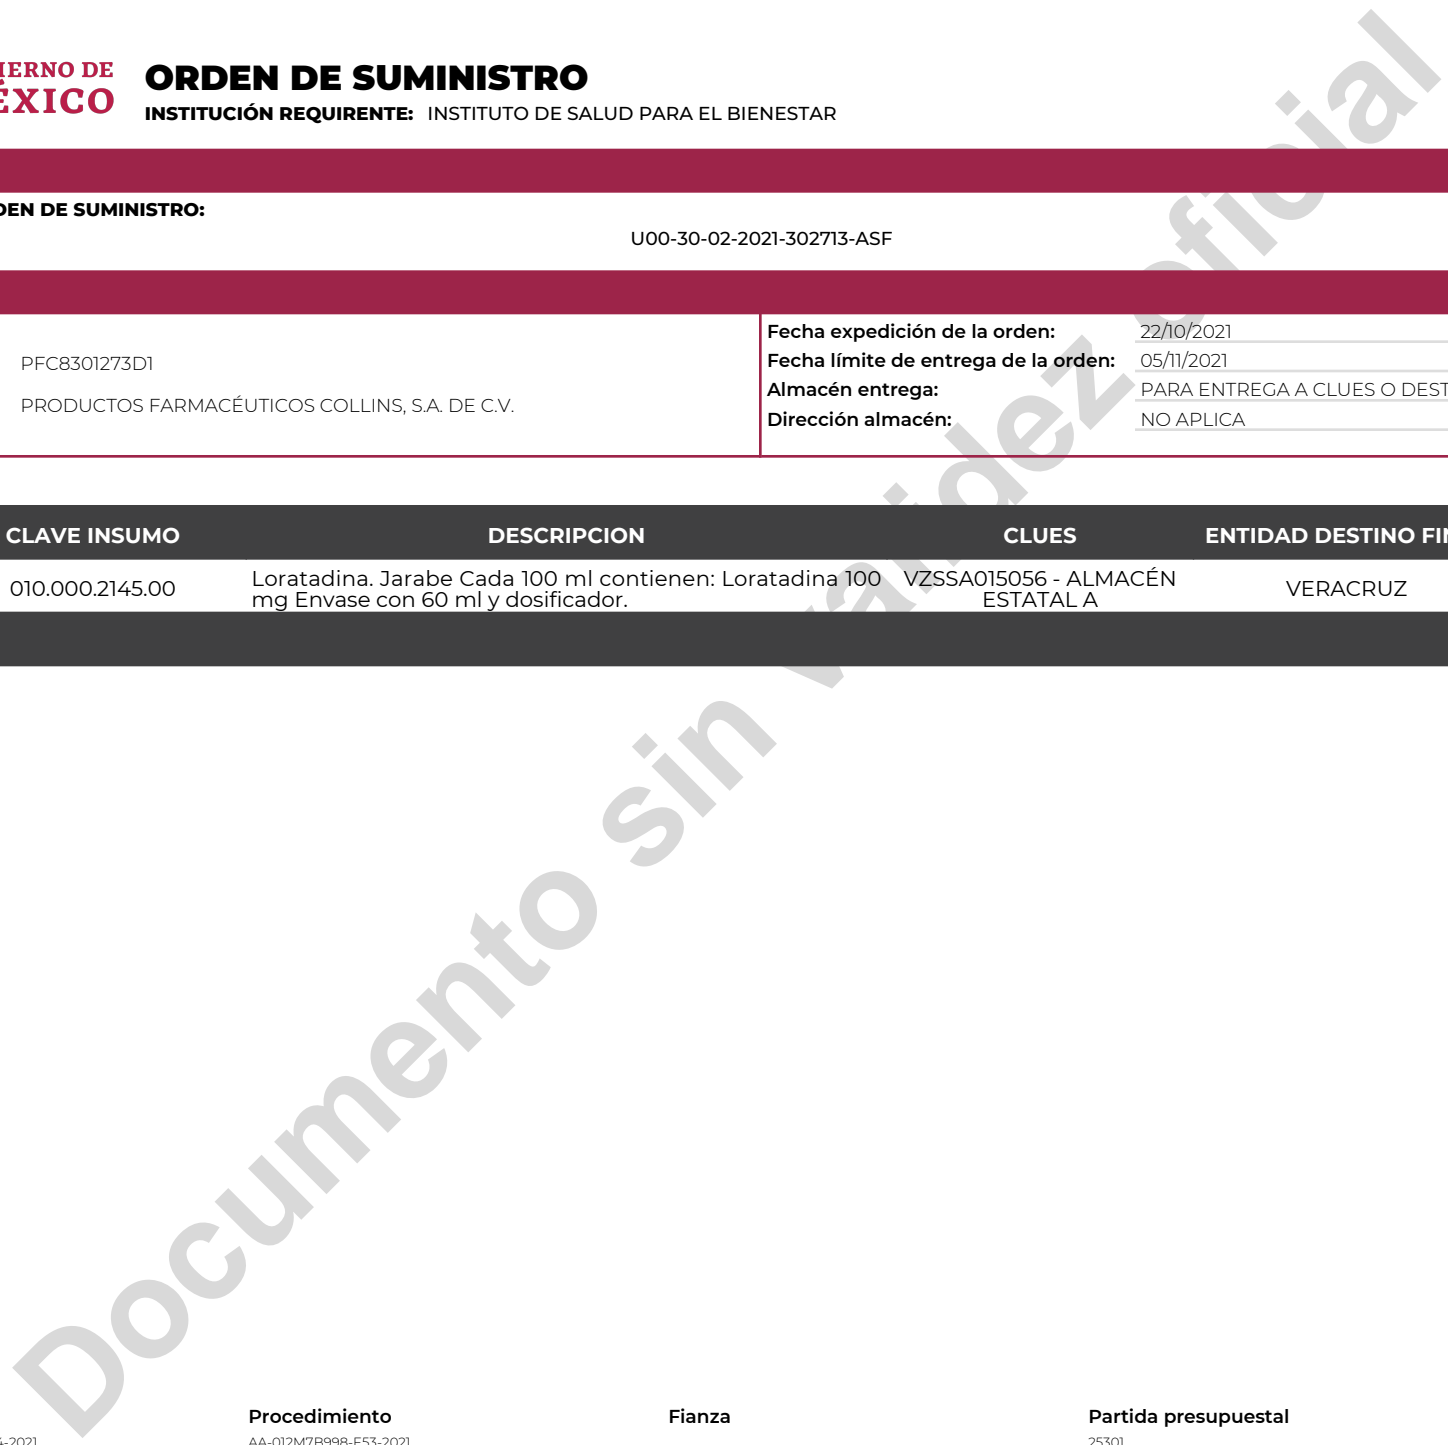 ORDEN DE SUMINISTRO
IERNO DE
ÉXICO
INSTITUCIÓN REQUIRENTE: INSTITUTO DE SALUD PARA EL BIENESTAR
DEN DE SUMINISTRO:
U00-30-02-2021-302713-ASF
PFC8301273D1
PRODUCTOS FARMACÉUTICOS COLLINS, S.A. DE C.V.
Fecha expedición de la orden: 22/10/2021
Fecha límite de entrega de la orden: 05/11/2021
Almacén entrega: PARA ENTREGA A CLUES O DEST
Dirección almacén: NO APLICA
CLAVE INSUMO DESCRIPCION CLUES ENTIDAD DESTINO FIN
010.000.2145.00
Loratadina. Jarabe Cada 100 ml contienen: Loratadina 100
mg Envase con 60 ml y dosificador.
VZSSA015056 - ALMACÉN
ESTATAL A
VERACRUZ
Documento sin validez oficial
Procedimiento Fianza Partida presupuestal
-2021 AA-012M7B998-E53-2021 25301